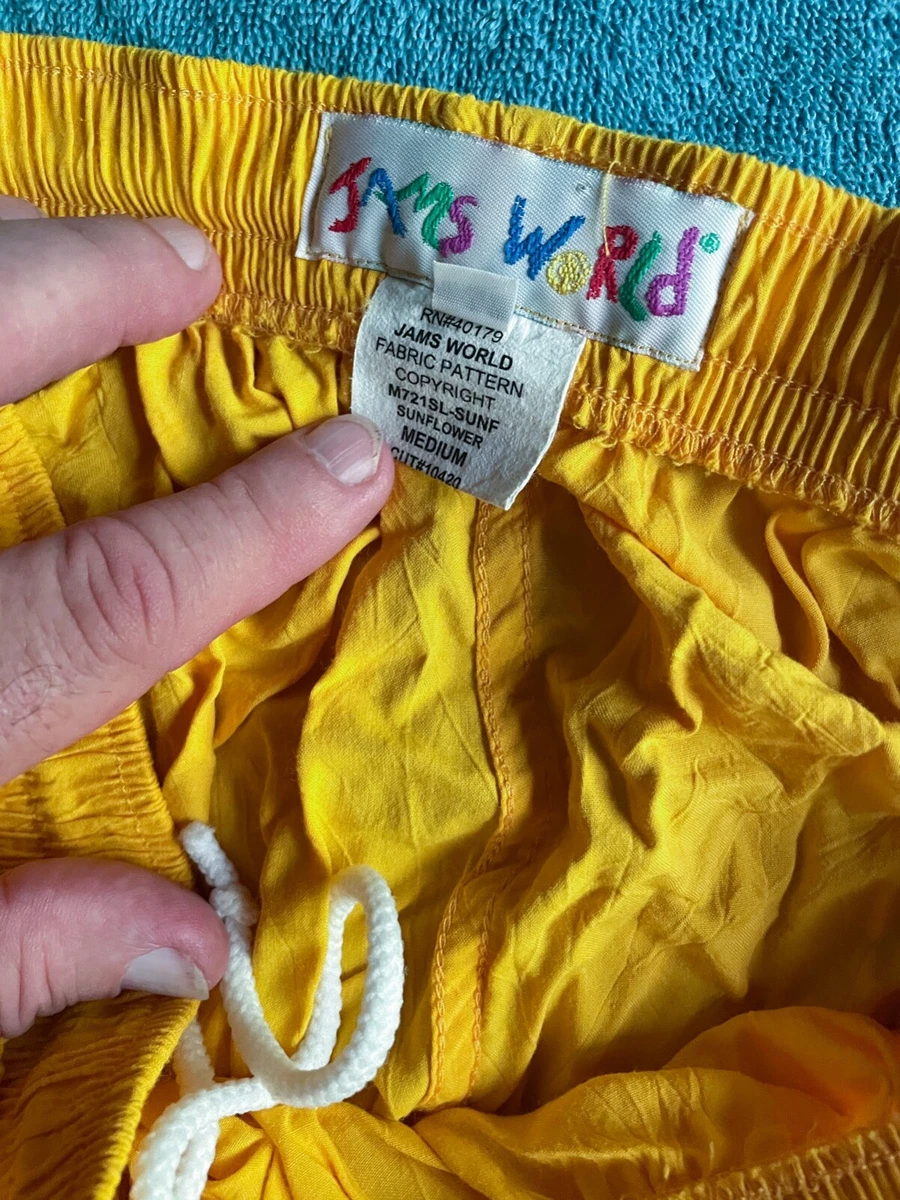 JAMS WORLD®
RN#40179
JAMS WORLD
FABRIC PATTERN
COPYRIGHT
M721SL-SUNF
SUNFLOWER
MEDIUM
CUT#10420